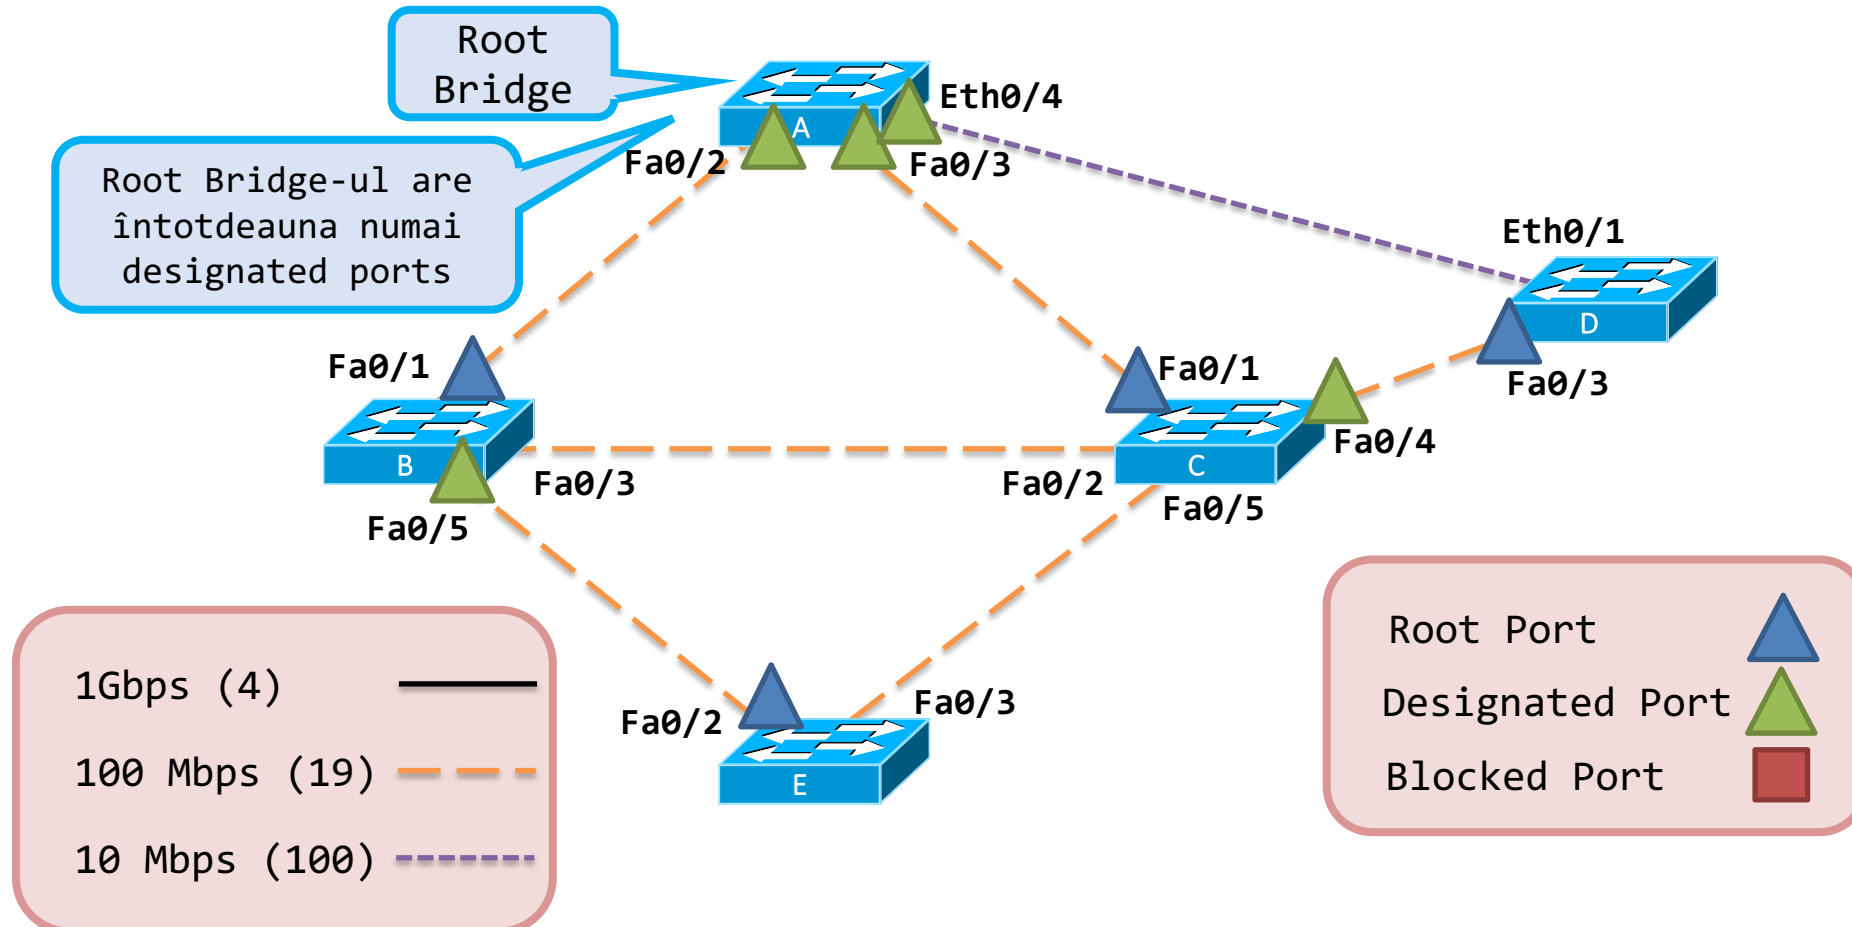 Root
Bridge
Root Bridge-ul are
întotdeauna numai
designated ports
A
Eth0/4
Fa0/2
Fa0/3
Eth0/1
D
Fa0/3
Fa0/1
Fa0/1
Fa0/4
B
Fa0/3
Fa0/2
C
Fa0/5
Fa0/5
Fa0/2
Fa0/3
E
1Gbps (4)
100 Mbps (19)
10 Mbps (100)
Root Port
Designated Port
Blocked Port